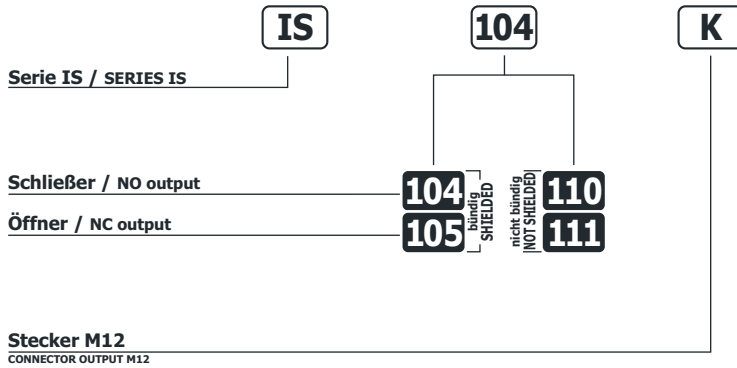 IS 104 K
Serie IS / SERIES IS
Schließer / NO output
104 bündig SHIELDED nicht bündig NOT SHIELDED 110
Öffner / NC output
105 111
Stecker M12
CONNECTOR OUTPUT M12